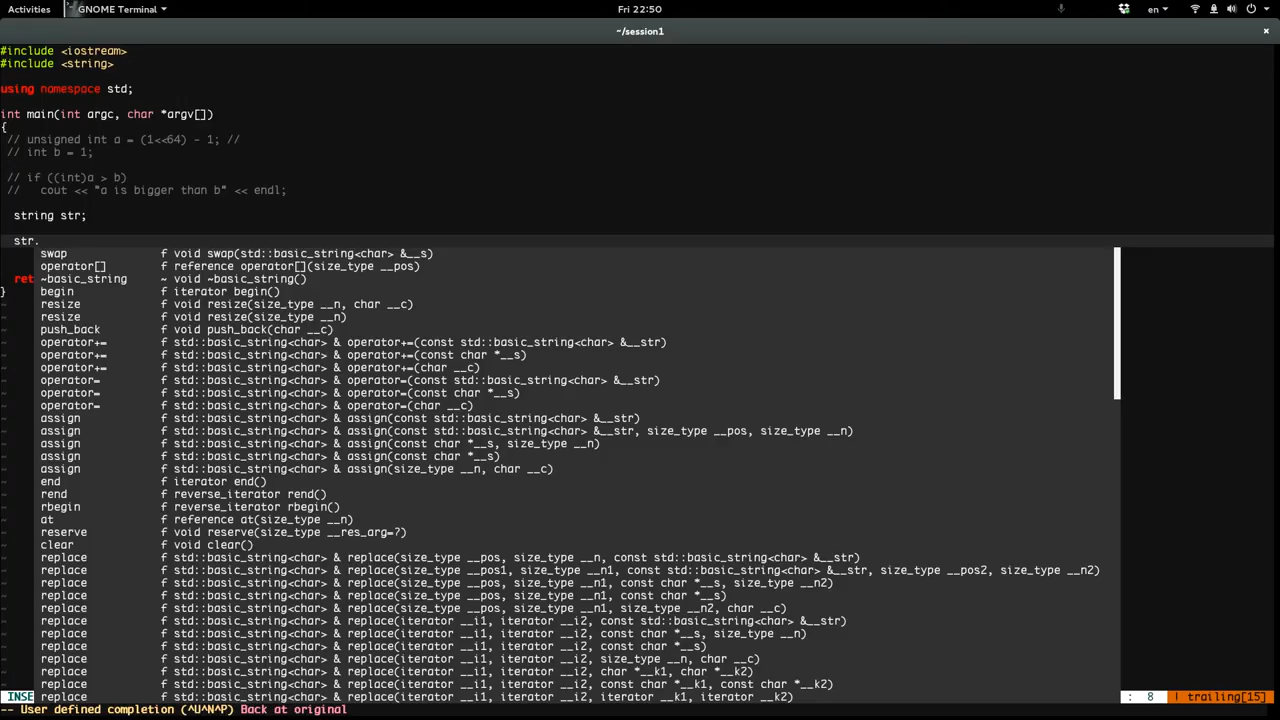 Activities GNOME Terminal Fri 22:50 en
~/session1 ×
#include <iostream>
#include <string>
using namespace std;
int main(int argc, char *argv[])
{
// unsigned int a = (1<<64) - 1; //
// int b = 1;
// if ((int)a > b)
//   cout << "a is bigger than b" << endl;
string str;
str.
swap f void swap(std::basic_string<char> &__s)
operator[] f reference operator[](size_type __pos)
ret ~basic_string ~ void ~basic_string()
} begin f iterator begin()
~ resize f void resize(size_type __n, char __c)
~ resize f void resize(size_type __n)
~ push_back f void push_back(char __c)
~ operator+= f std::basic_string<char> & operator+=(const std::basic_string<char> &__str)
~ operator+= f std::basic_string<char> & operator+=(const char *__s)
~ operator+= f std::basic_string<char> & operator+=(char __c)
~ operator= f std::basic_string<char> & operator=(const std::basic_string<char> &__str)
~ operator= f std::basic_string<char> & operator=(const char *__s)
~ operator= f std::basic_string<char> & operator=(char __c)
~ assign f std::basic_string<char> & assign(const std::basic_string<char> &__str)
~ assign f std::basic_string<char> & assign(const std::basic_string<char> &__str, size_type __pos, size_type __n)
~ assign f std::basic_string<char> & assign(const char *__s, size_type __n)
~ assign f std::basic_string<char> & assign(const char *__s)
~ assign f std::basic_string<char> & assign(size_type __n, char __c)
~ end f iterator end()
~ rend f reverse_iterator rend()
~ rbegin f reverse_iterator rbegin()
~ at f reference at(size_type __n)
~ reserve f void reserve(size_type __res_arg=?)
~ clear f void clear()
~ replace f std::basic_string<char> & replace(size_type __pos, size_type __n, const std::basic_string<char> &__str)
~ replace f std::basic_string<char> & replace(size_type __pos1, size_type __n1, const std::basic_string<char> &__str, size_type __pos2, size_type __n2)
~ replace f std::basic_string<char> & replace(size_type __pos, size_type __n1, const char *__s, size_type __n2)
~ replace f std::basic_string<char> & replace(size_type __pos, size_type __n1, const char *__s)
~ replace f std::basic_string<char> & replace(size_type __pos, size_type __n1, size_type __n2, char __c)
~ replace f std::basic_string<char> & replace(iterator __i1, iterator __i2, const std::basic_string<char> &__str)
~ replace f std::basic_string<char> & replace(iterator __i1, iterator __i2, const char *__s, size_type __n)
~ replace f std::basic_string<char> & replace(iterator __i1, iterator __i2, const char *__s)
~ replace f std::basic_string<char> & replace(iterator __i1, iterator __i2, size_type __n, char __c)
~ replace f std::basic_string<char> & replace(iterator __i1, iterator __i2, char *__k1, char *__k2)
~ replace f std::basic_string<char> & replace(iterator __i1, iterator __i2, const char *__k1, const char *__k2)
INSE replace f std::basic_string<char> & replace(iterator __i1, iterator __i2, iterator __k1, iterator __k2) : 8 ! trailing[15]
-- User defined completion (^U^N^P) Back at original